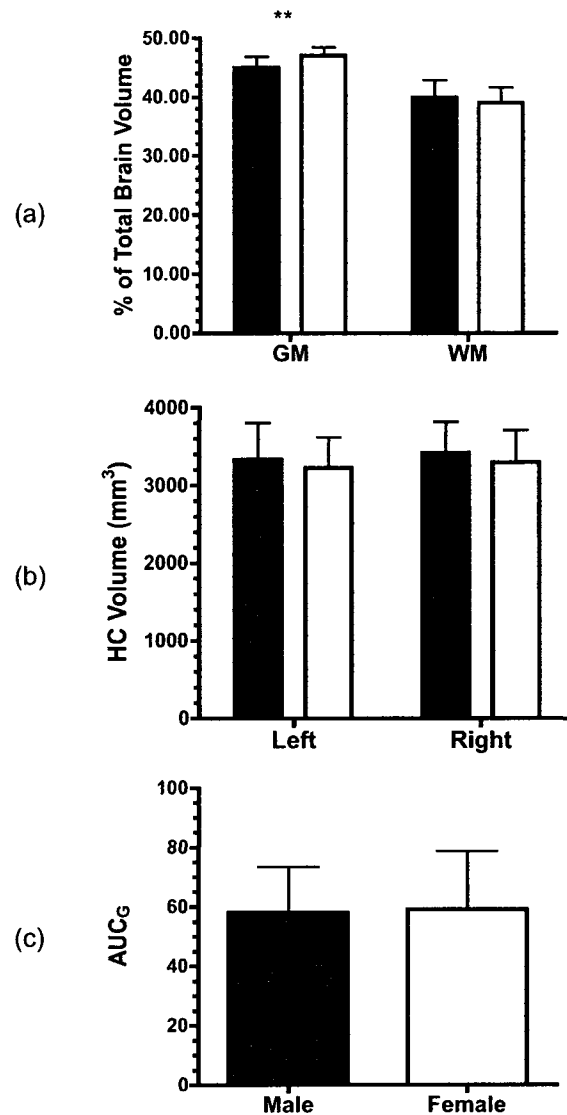 **
(a)
% of Total Brain Volume
50.00
40.00
30.00
20.00
10.00
0.00
GM WM
(b)
HC Volume (mm³)
4000
3000
2000
1000
0
Left Right
(c)
AUCG
100
80
60
40
20
0
Male Female